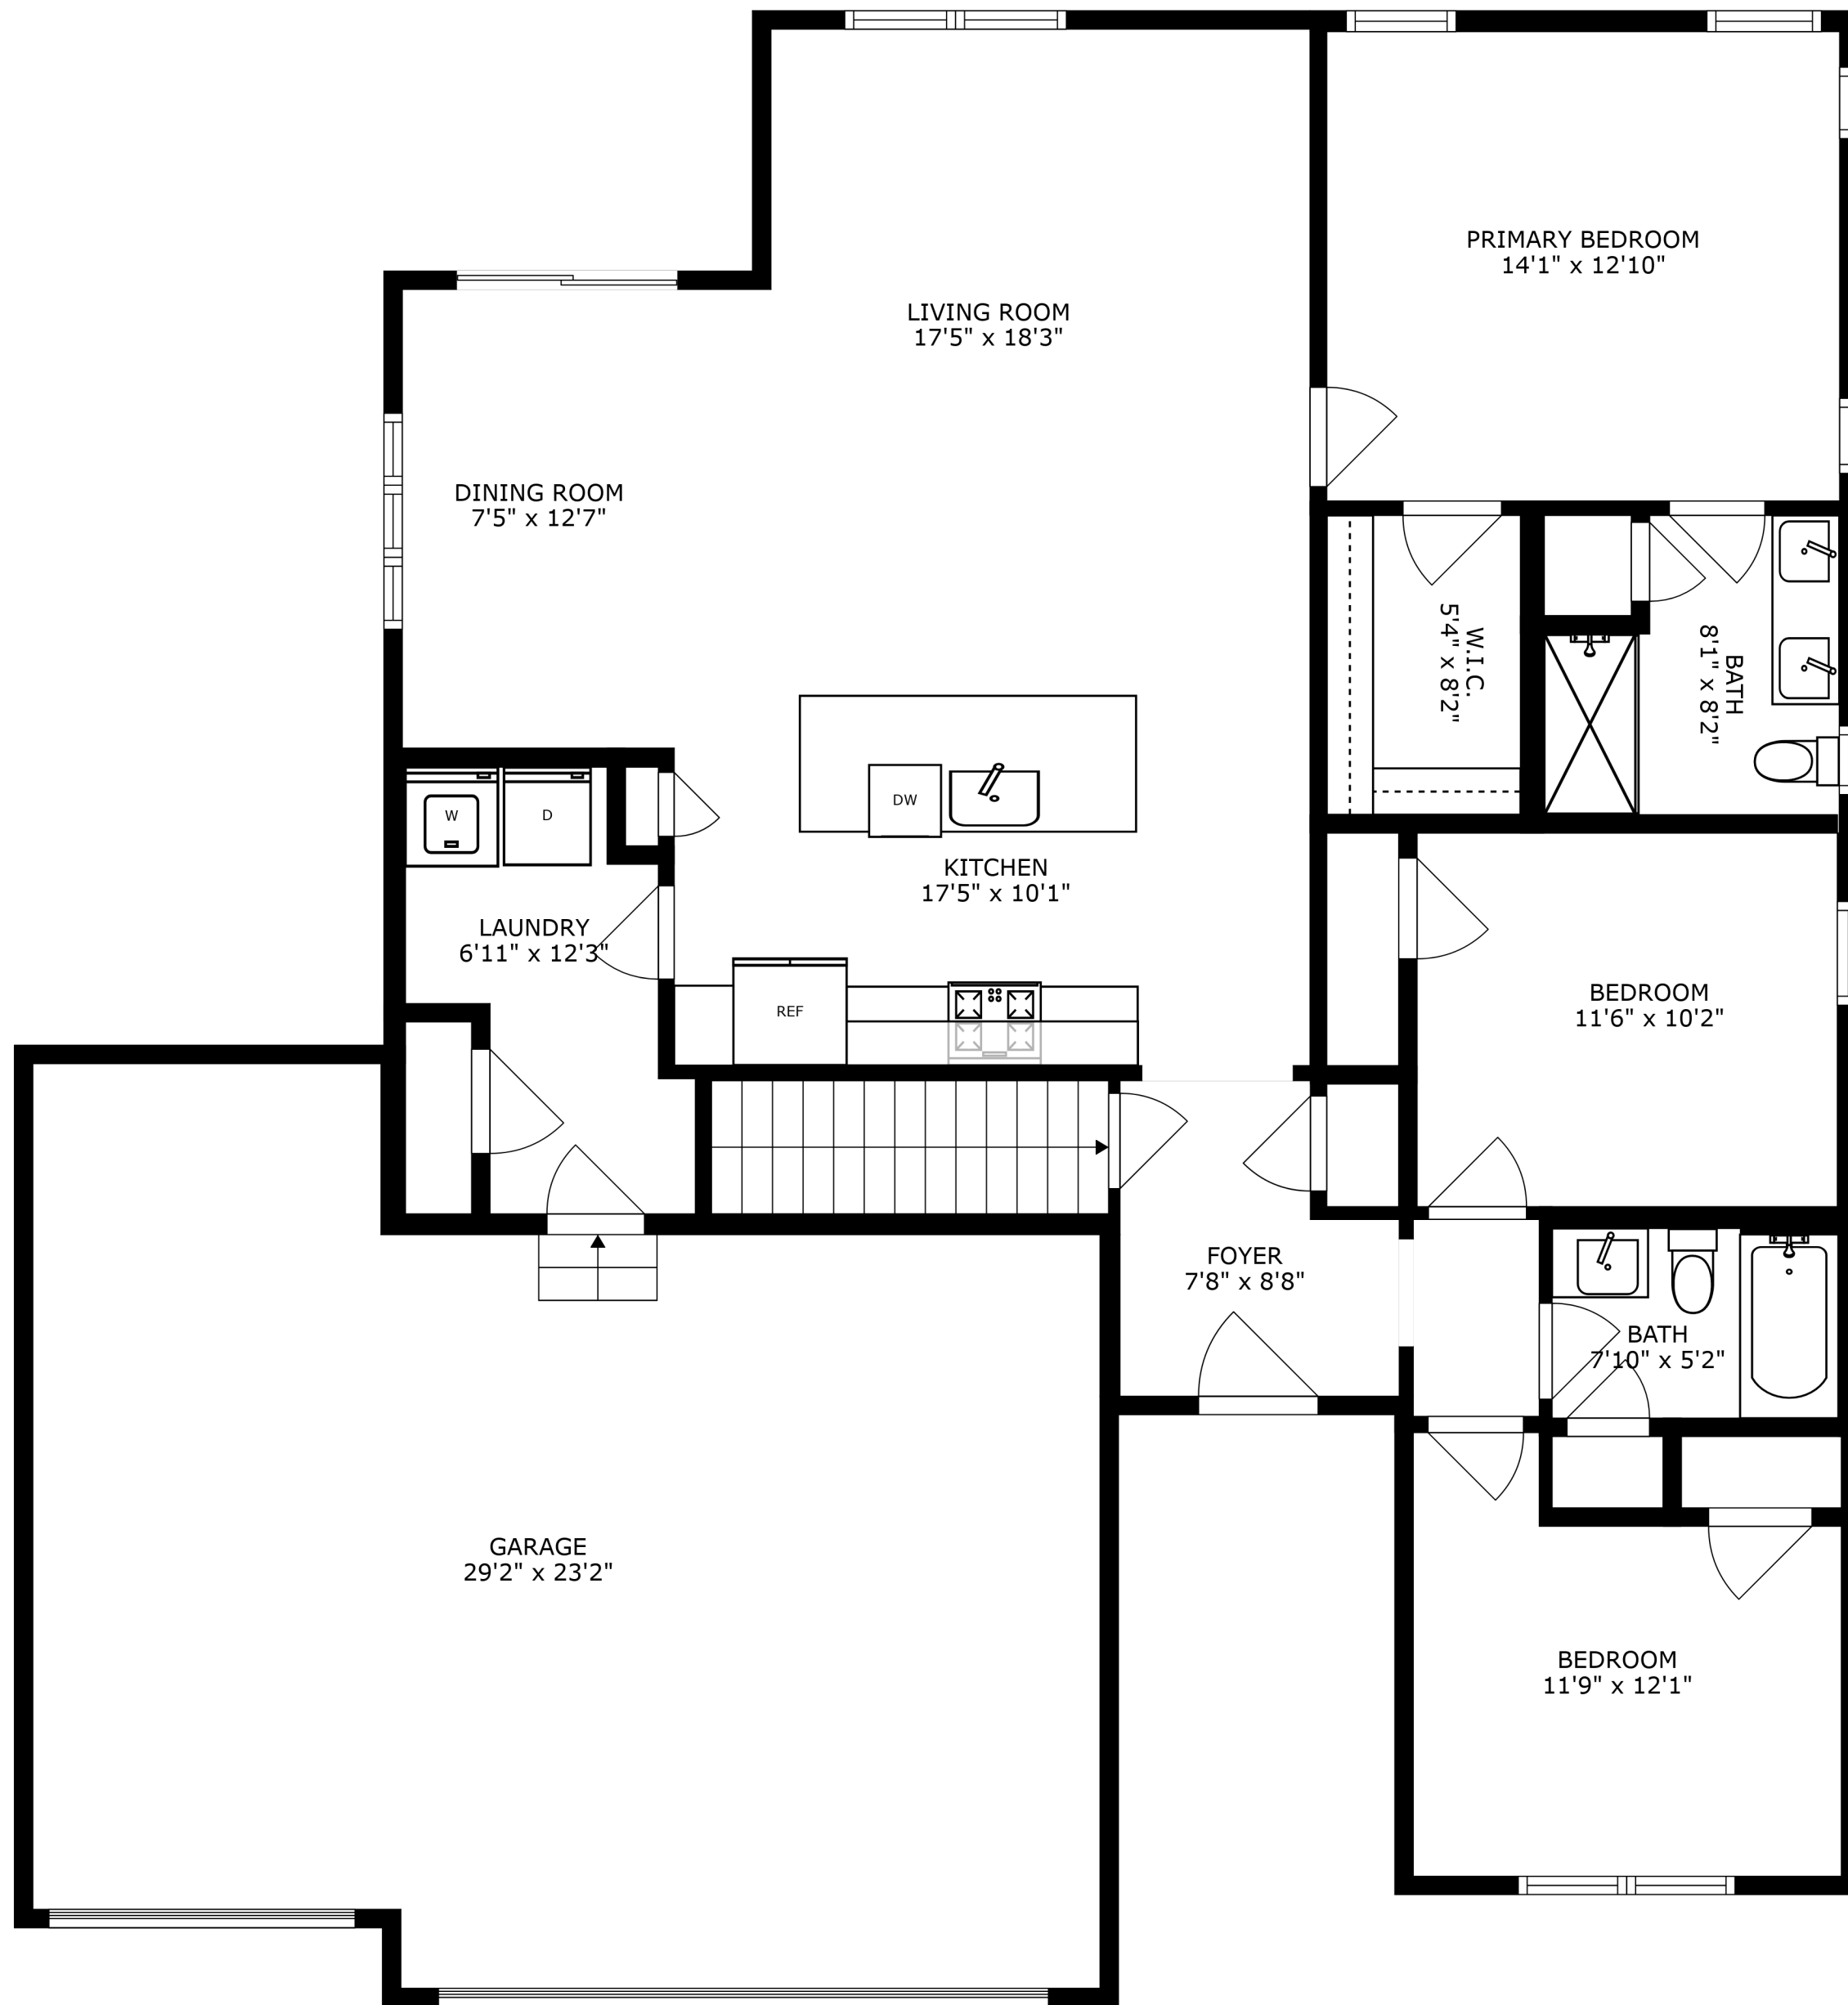 PRIMARY BEDROOM
14'1" x 12'10"
LIVING ROOM
17'5" x 18'3"
DINING ROOM
7'5" x 12'7"
W.I.C.
5'4" x 8'2"
BATH
8'1" x 8'2"
W
D
DW
KITCHEN
17'5" x 10'1"
LAUNDRY
6'11" x 12'3"
REF
BEDROOM
11'6" x 10'2"
FOYER
7'8" x 8'8"
BATH
7'10" x 5'2"
GARAGE
29'2" x 23'2"
BEDROOM
11'9" x 12'1"